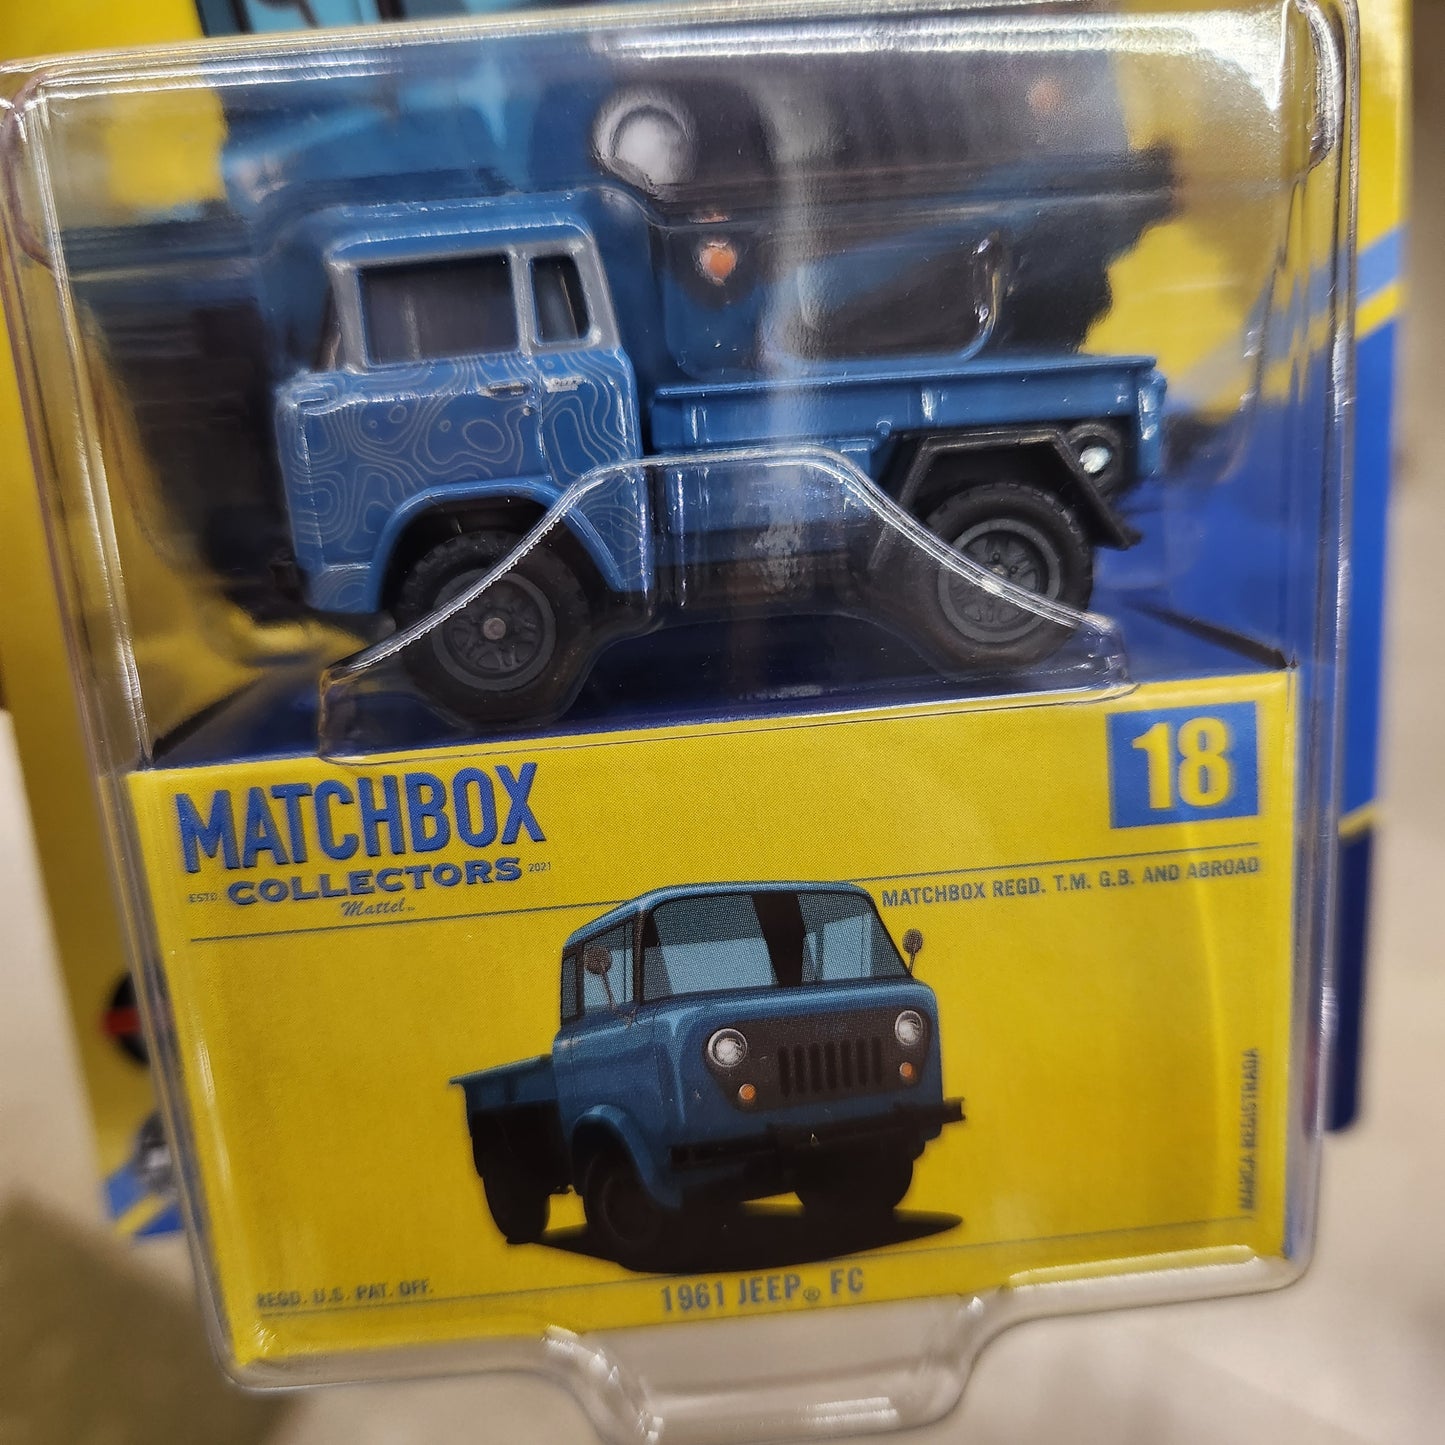 18
MATCHBOX
ESTD. COLLECTORS 2021
Mattel
MATCHBOX REGD. T.M. G.B. AND ABROAD
MARCA REGISTRADA
REGD. U.S. PAT. OFF.
1961 JEEP® FC